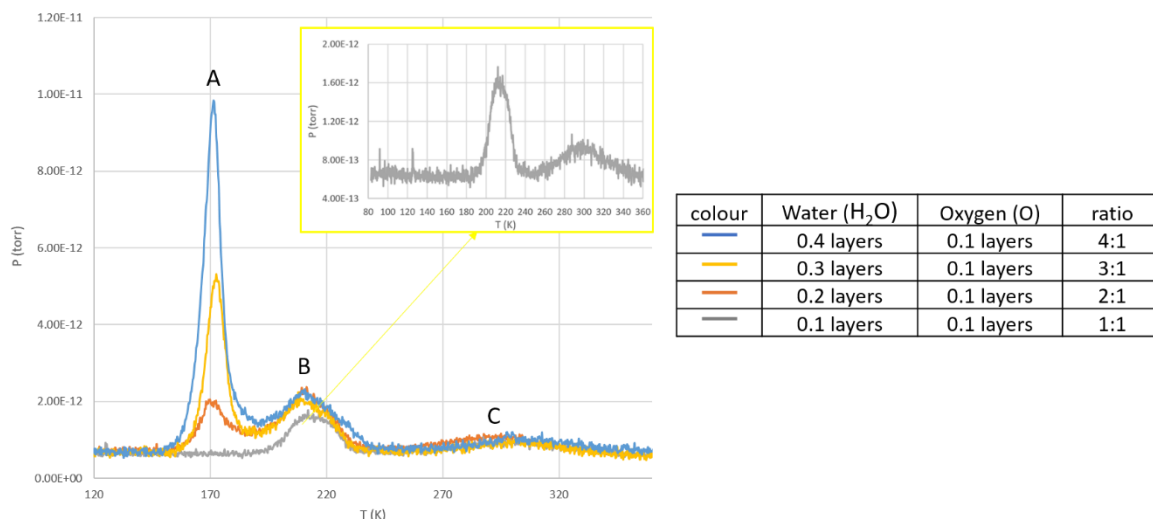 1.20E-11
1.00E-11
8.00E-12
6.00E-12
4.00E-12
2.00E-12
0.00E+00
P (torr)
120 170 220 270 320
T (K)
A
B
C
2.00E-12
1.60E-12
1.20E-12
8.00E-13
4.00E-13
P (torr)
80 100 120 140 160 180 200 220 240 260 280 300 320 340 360
T (K)
colour Water (H₂O) Oxygen (O) ratio
0.4 layers 0.1 layers 4:1
0.3 layers 0.1 layers 3:1
0.2 layers 0.1 layers 2:1
0.1 layers 0.1 layers 1:1